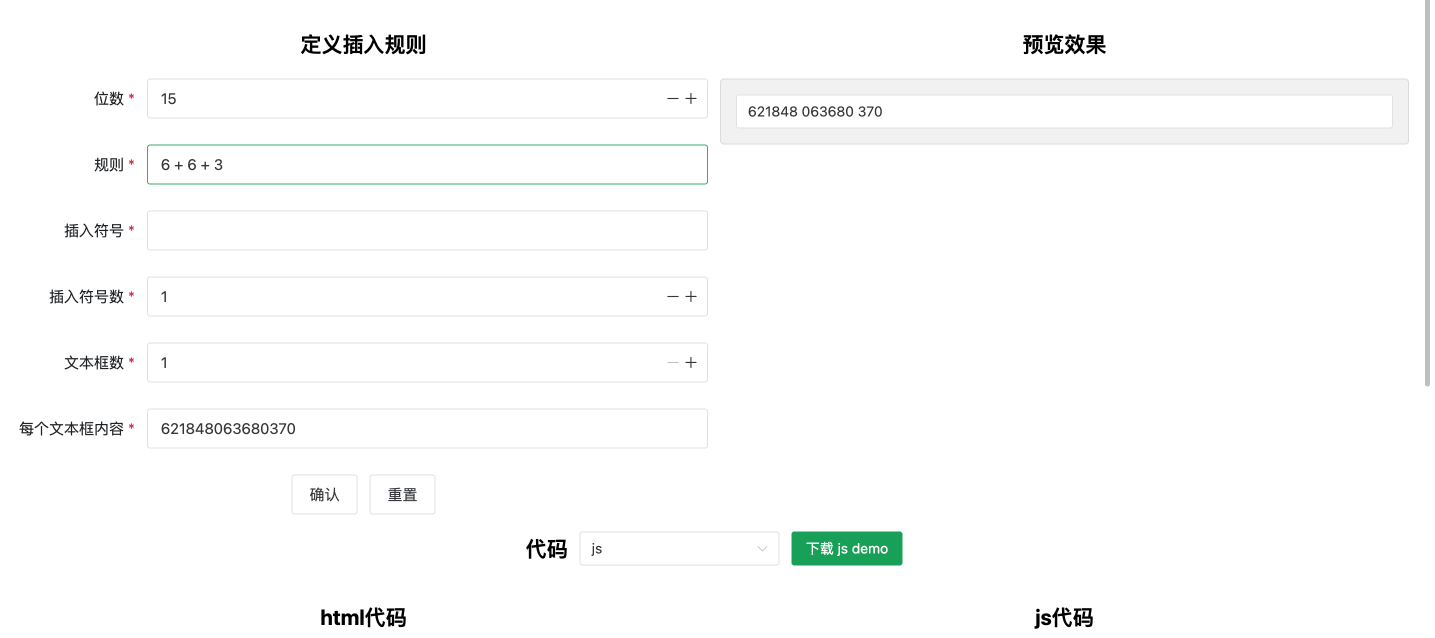 定义插入规则
位数 *
15
规则 *
6 + 6 + 3
插入符号 *
插入符号数 *
1
文本框数 *
1
每个文本框内容 *
621848063680370
确认
重置
预览效果
621848 063680 370
代码
js
下载 js demo
html代码
js代码